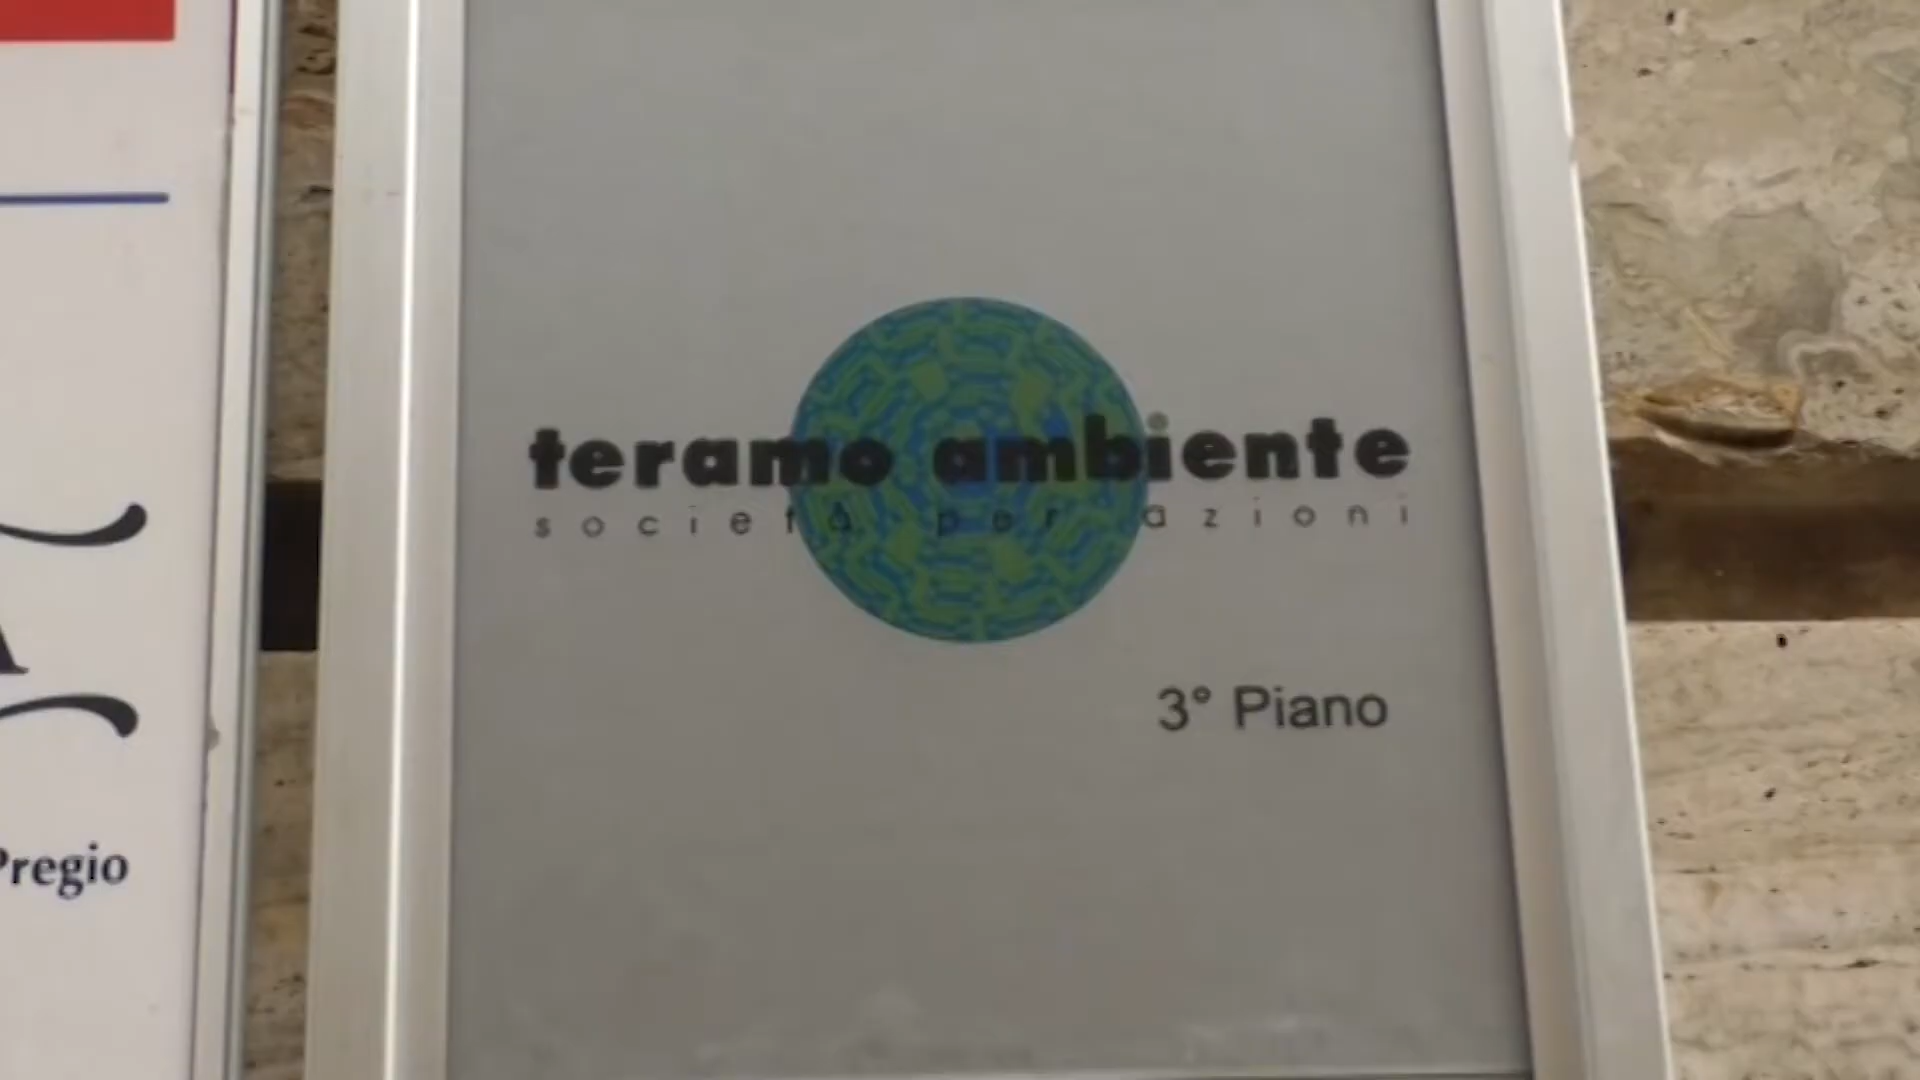 teramo ambiente
società per azioni
3° Piano
Pregio